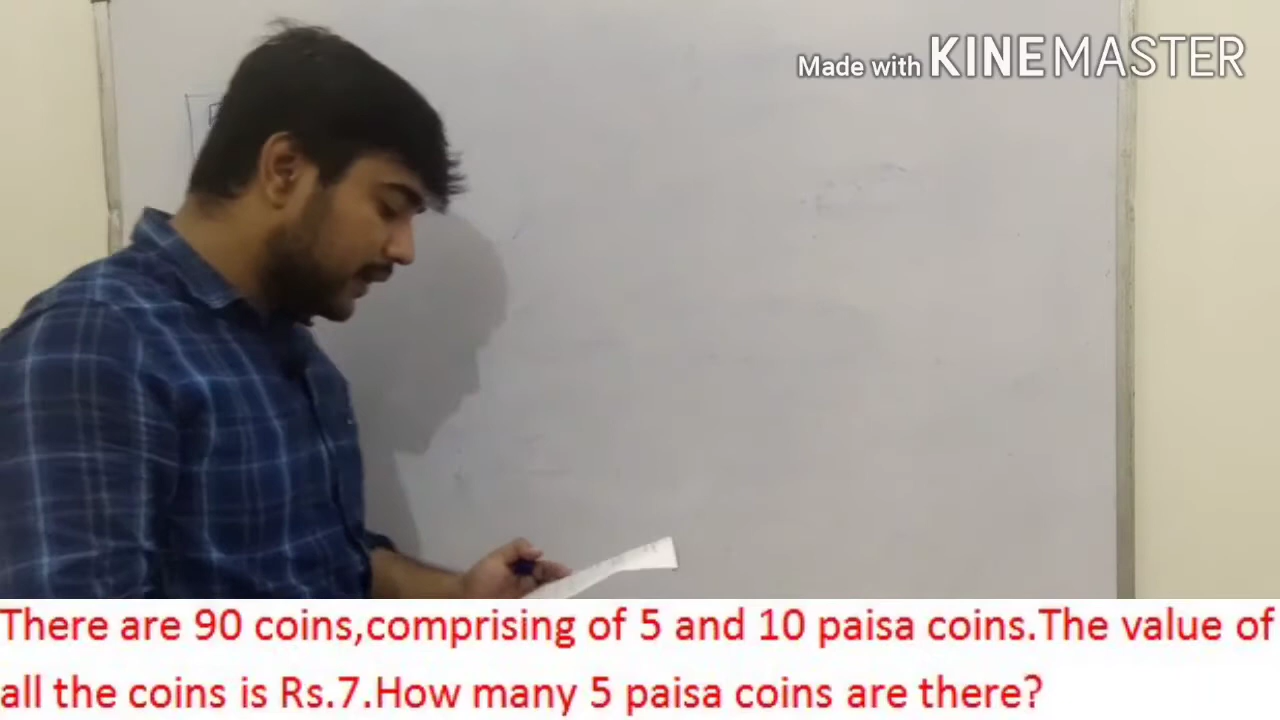 Made with KINEMASTER
There are 90 coins,comprising of 5 and 10 paisa coins.The value of
all the coins is Rs.7.How many 5 paisa coins are there?